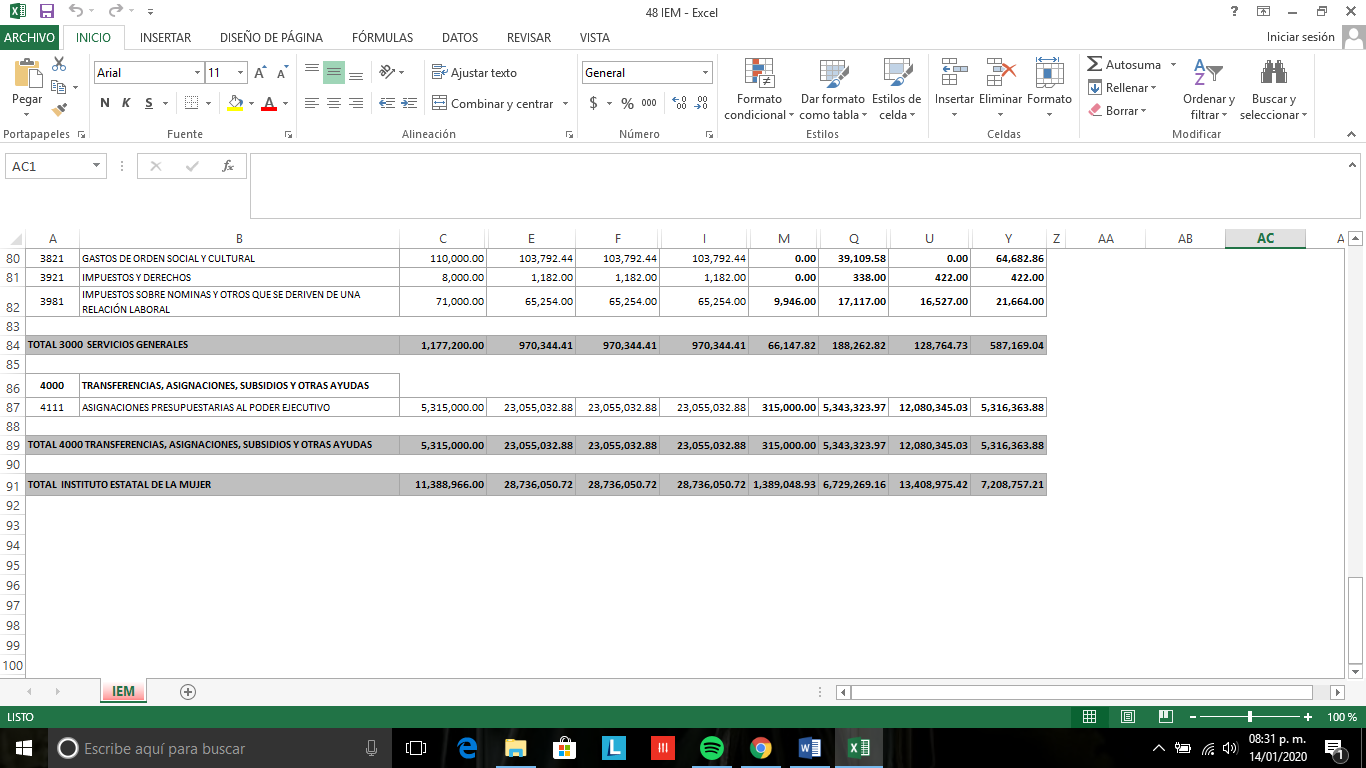 48 IEM - Excel
ARCHIVO INICIO INSERTAR DISEÑO DE PÁGINA FÓRMULAS DATOS REVISAR VISTA Iniciar sesión
Arial 11 Ajustar texto General Autosuma
Pegar N K S Combinar y centrar $ % 000 Formato condicional Dar formato como tabla Estilos de celda Insertar Eliminar Formato Rellenar Borrar Ordenar y filtrar Buscar y seleccionar
Portapapeles Fuente Alineación Número Estilos Celdas Modificar
AC1 fx
A B C E F I M Q U Y Z AA AB AC A
80 3821 GASTOS DE ORDEN SOCIAL Y CULTURAL 110,000.00 103,792.44 103,792.44 103,792.44 0.00 39,109.58 0.00 64,682.86
81 3921 IMPUESTOS Y DERECHOS 8,000.00 1,182.00 1,182.00 1,182.00 0.00 338.00 422.00 422.00
82 3981 IMPUESTOS SOBRE NOMINAS Y OTROS QUE SE DERIVEN DE UNA RELACIÓN LABORAL 71,000.00 65,254.00 65,254.00 65,254.00 9,946.00 17,117.00 16,527.00 21,664.00
83
84 TOTAL 3000 SERVICIOS GENERALES 1,177,200.00 970,344.41 970,344.41 970,344.41 66,147.82 188,262.82 128,764.73 587,169.04
85
86 4000 TRANSFERENCIAS, ASIGNACIONES, SUBSIDIOS Y OTRAS AYUDAS
87 4111 ASIGNACIONES PRESUPUESTARIAS AL PODER EJECUTIVO 5,315,000.00 23,055,032.88 23,055,032.88 23,055,032.88 315,000.00 5,343,323.97 12,080,345.03 5,316,363.88
88
89 TOTAL 4000 TRANSFERENCIAS, ASIGNACIONES, SUBSIDIOS Y OTRAS AYUDAS 5,315,000.00 23,055,032.88 23,055,032.88 23,055,032.88 315,000.00 5,343,323.97 12,080,345.03 5,316,363.88
90
91 TOTAL INSTITUTO ESTATAL DE LA MUJER 11,388,966.00 28,736,050.72 28,736,050.72 28,736,050.72 1,389,048.93 6,729,269.16 13,408,975.42 7,208,757.21
92
93
94
95
96
97
98
99
100
IEM
LISTO 100 %
Escribe aquí para buscar 08:31 p. m.
14/01/2020